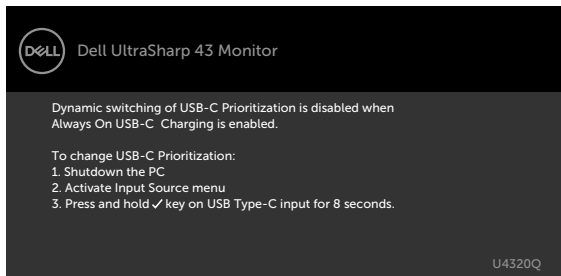 DELL
Dell UltraSharp 43 Monitor
Dynamic switching of USB-C Prioritization is disabled when
Always On USB-C Charging is enabled.
To change USB-C Prioritization:
1. Shutdown the PC
2. Activate Input Source menu
3. Press and hold ✓ key on USB Type-C input for 8 seconds.
U4320Q